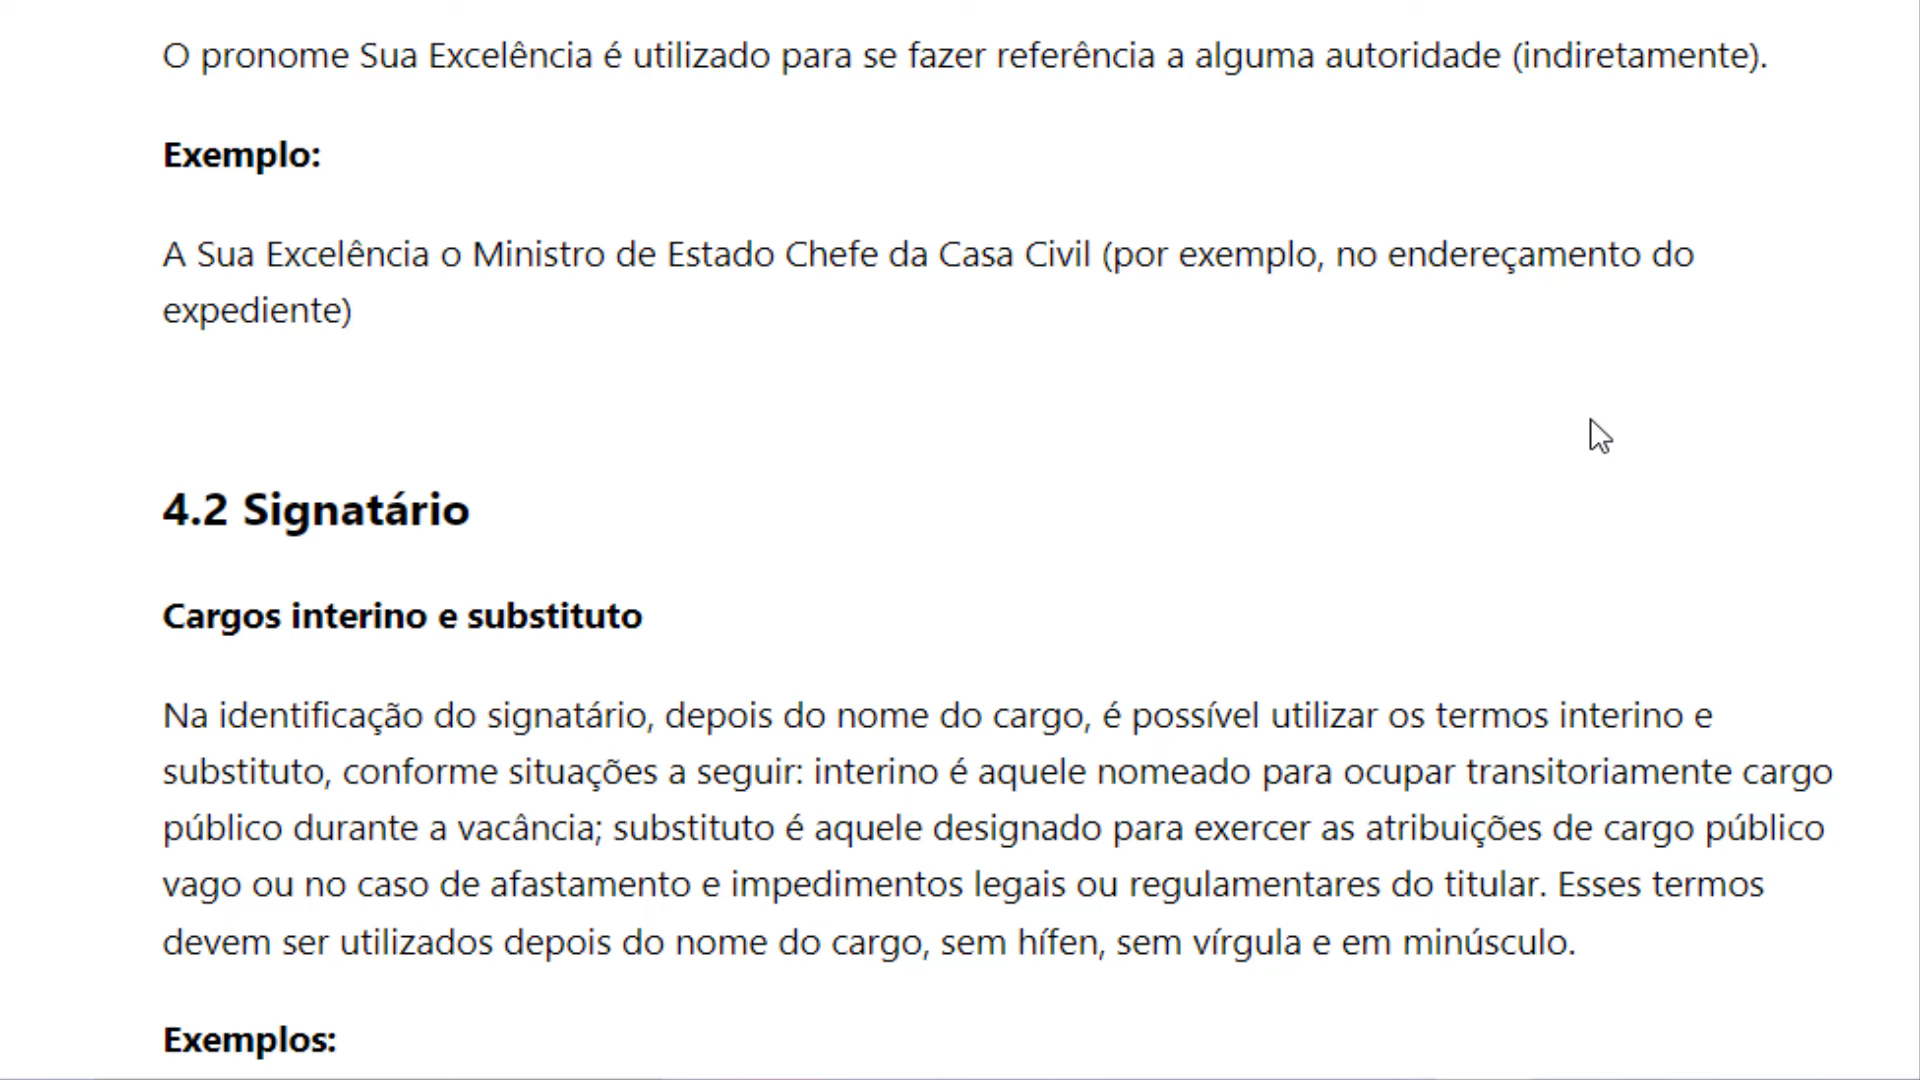 O pronome Sua Excelência é utilizado para se fazer referência a alguma autoridade (indiretamente).
Exemplo:
A Sua Excelência o Ministro de Estado Chefe da Casa Civil (por exemplo, no endereçamento do
expediente)
4.2 Signatário
Cargos interino e substituto
Na identificação do signatário, depois do nome do cargo, é possível utilizar os termos interino e
substituto, conforme situações a seguir: interino é aquele nomeado para ocupar transitoriamente cargo
público durante a vacância; substituto é aquele designado para exercer as atribuições de cargo público
vago ou no caso de afastamento e impedimentos legais ou regulamentares do titular. Esses termos
devem ser utilizados depois do nome do cargo, sem hífen, sem vírgula e em minúsculo.
Exemplos: